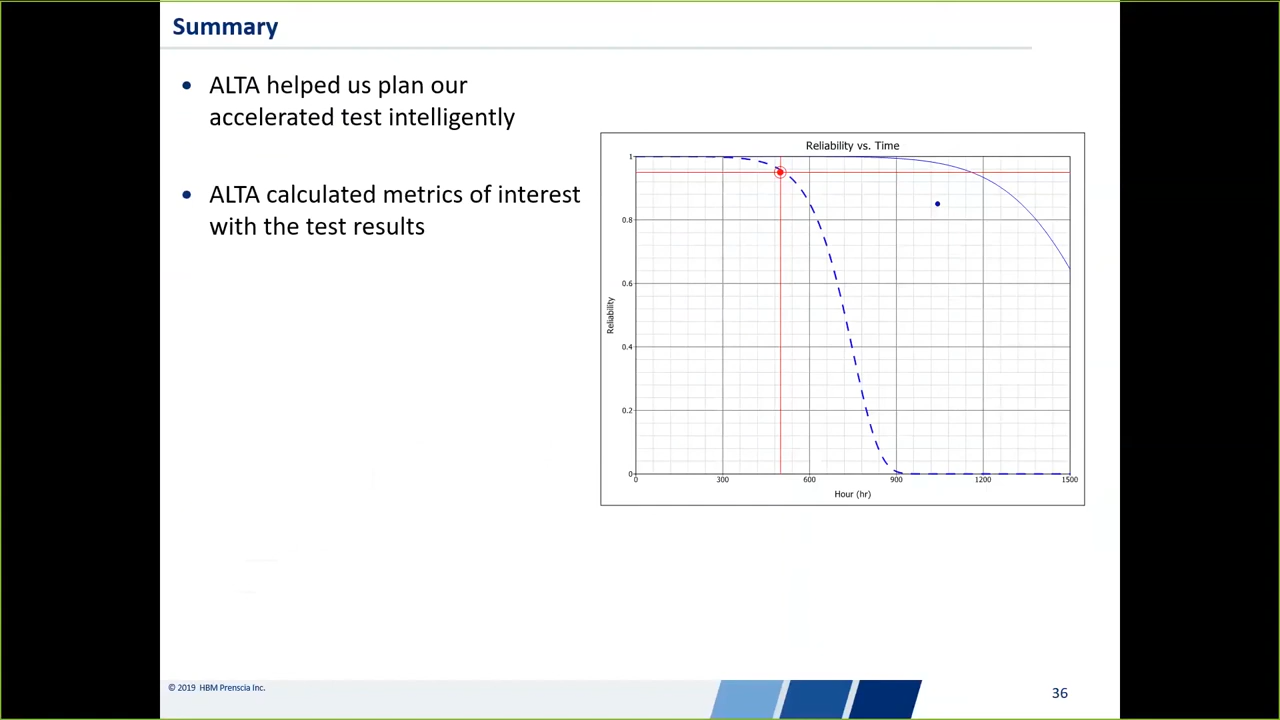 Summary
• ALTA helped us plan our
accelerated test intelligently
• ALTA calculated metrics of interest
with the test results
Reliability vs. Time
1
0.8
0.6
0.4
0.2
0
Reliability
0 300 600 900 1200 1500
Hour (hr)
© 2019 HBM Prenscia Inc.
36